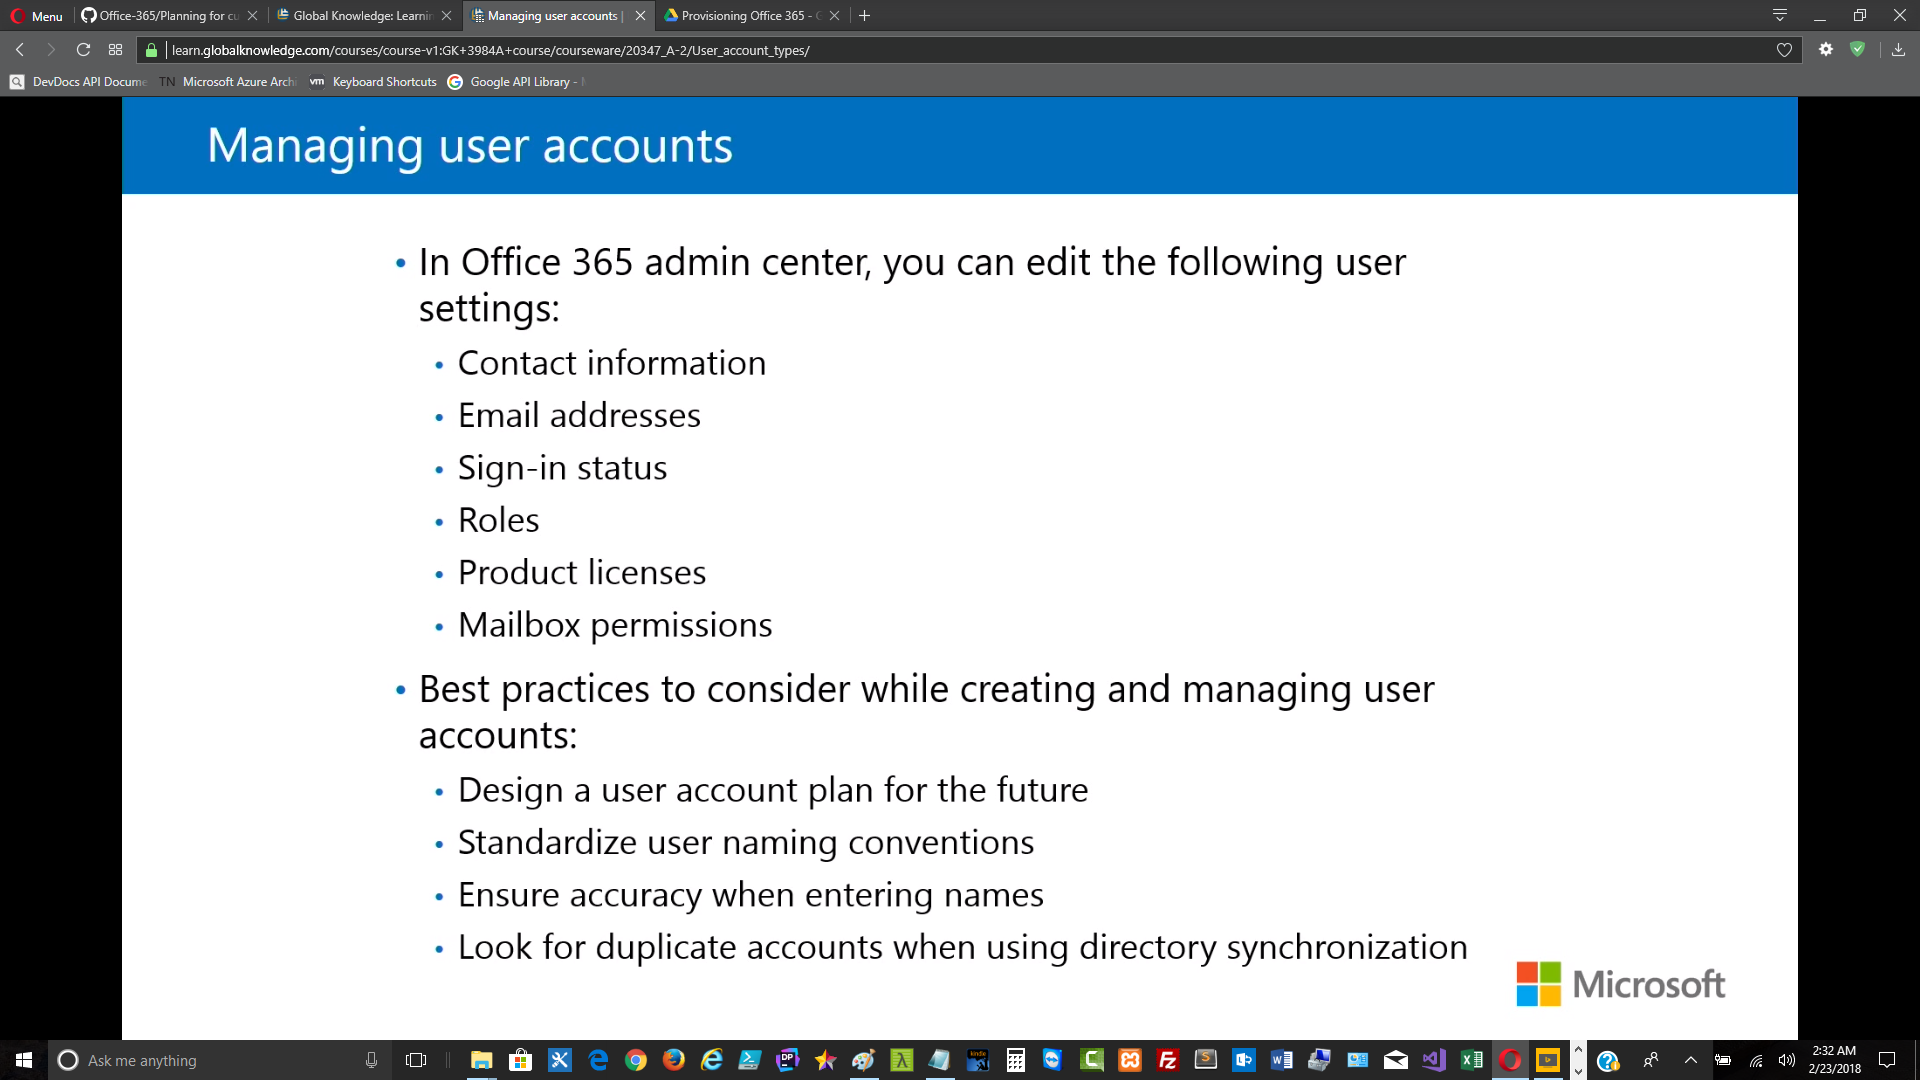 Menu
Office-365/Planning for cu
Global Knowledge: Learnin
Managing user accounts |
Provisioning Office 365 -
learn.globalknowledge.com/courses/course-v1:GK+3984A+course/courseware/20347_A-2/User_account_types/
DevDocs API Docume
TN Microsoft Azure Archi
vm Keyboard Shortcuts
Google API Library -
Managing user accounts
• In Office 365 admin center, you can edit the following user
settings:
• Contact information
• Email addresses
• Sign-in status
• Roles
• Product licenses
• Mailbox permissions
• Best practices to consider while creating and managing user
accounts:
• Design a user account plan for the future
• Standardize user naming conventions
• Ensure accuracy when entering names
• Look for duplicate accounts when using directory synchronization
Microsoft
Ask me anything
DP
kindle
2:32 AM
2/23/2018